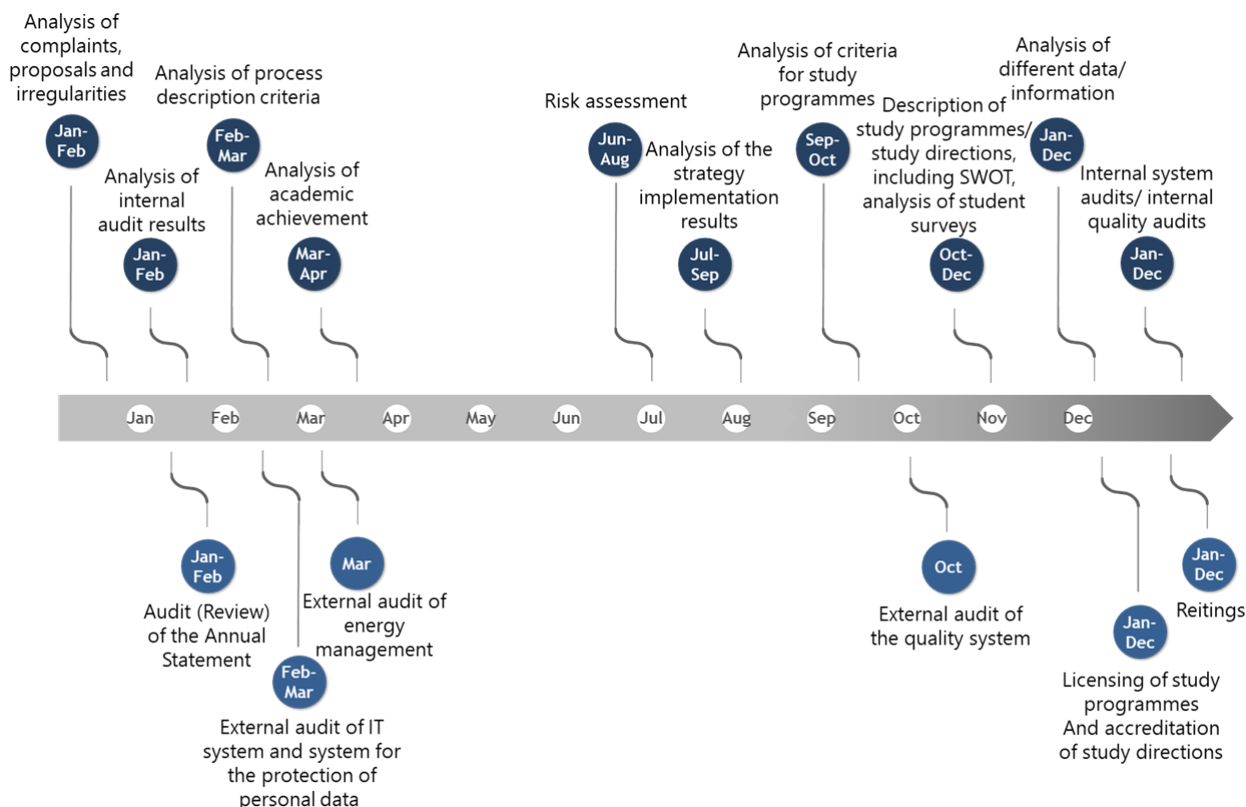 Analysis of
complaints,
proposals and
irregularities
Jan-
Feb
Analysis of
internal
audit results
Jan-
Feb
Analysis of process
description criteria
Feb-
Mar
Analysis of
academic
achievement
Mar-
Apr
Risk assessment
Jun-
Aug
Analysis of the
strategy
implementation
results
Jul-
Sep
Analysis of criteria
for study
programmes
Sep-
Oct
Description of
study programmes/
study directions,
including SWOT,
analysis of student
surveys
Oct-
Dec
Analysis of
different data/
information
Jan-
Dec
Internal system
audits/ internal
quality audits
Jan-
Dec
Jan Feb Mar Apr May Jun Jul Aug Sep Oct Nov Dec
Jan-
Feb
Audit (Review)
of the Annual
Statement
Feb-
Mar
External audit of IT
system and system for
the protection of
personal data
Mar
External audit of
energy
management
Oct
External audit of
the quality system
Jan-
Dec
Licensing of study
programmes
And accreditation
of study directions
Jan-
Dec
Reitings